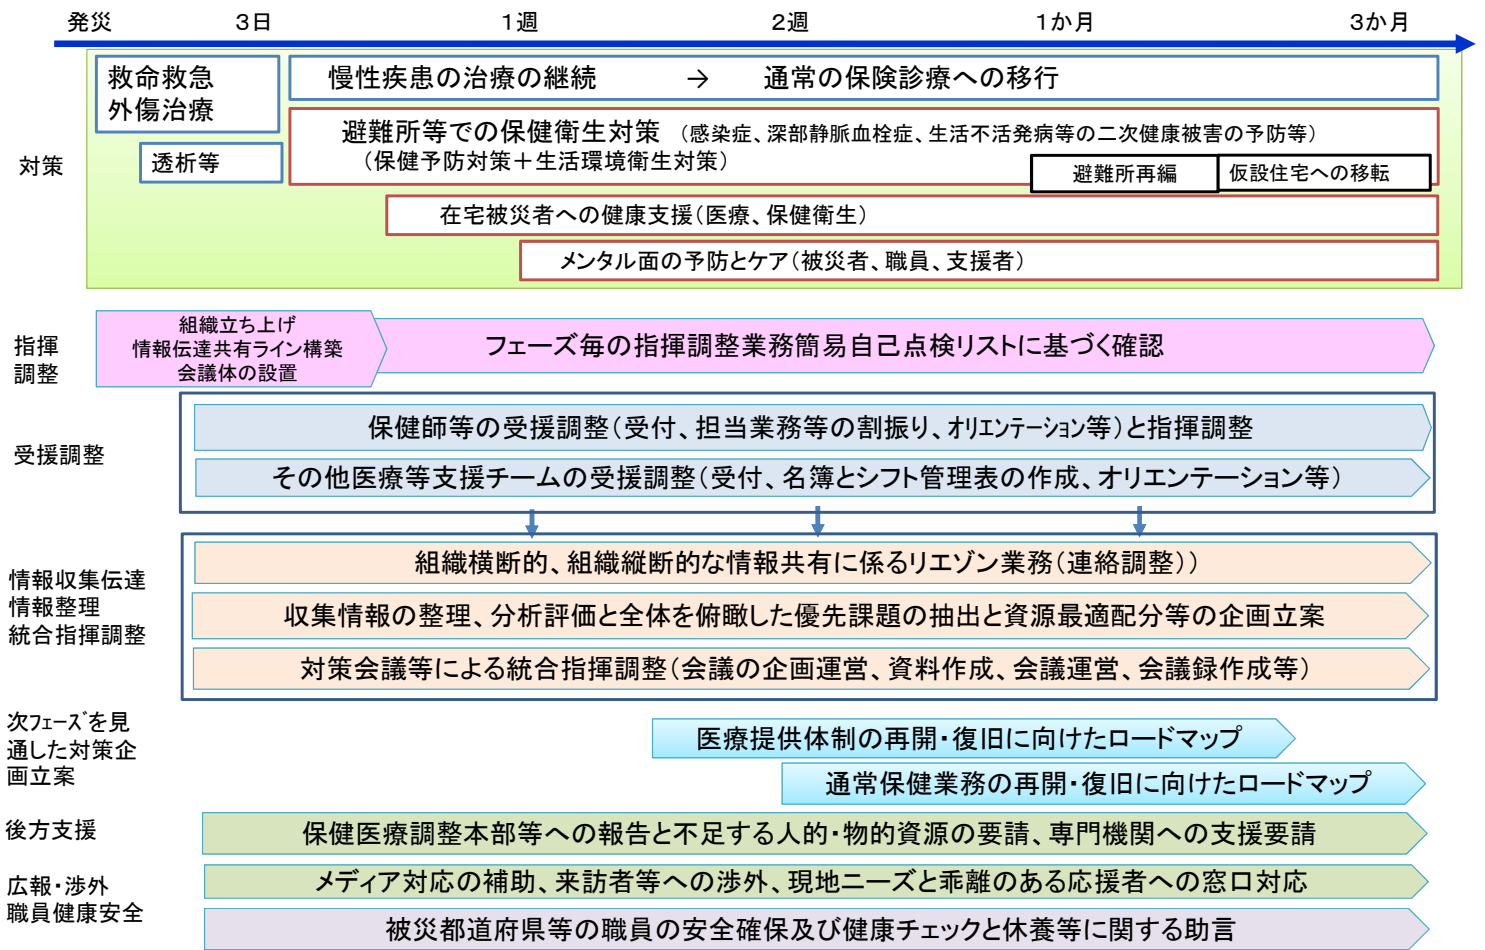 発災 3日 1週 2週 1か月 3か月
対策
救命救急
外傷治療
慢性疾患の治療の継続 → 通常の保険診療への移行
透析等
避難所等での保健衛生対策 （感染症、深部静脈血栓症、生活不活発病等の二次健康被害の予防等）
（保健予防対策＋生活環境衛生対策）
避難所再編
仮設住宅への移転
在宅被災者への健康支援（医療、保健衛生）
メンタル面の予防とケア（被災者、職員、支援者）
指揮
調整
組織立ち上げ
情報伝達共有ライン構築
会議体の設置
フェーズ毎の指揮調整業務簡易自己点検リストに基づく確認
受援調整
保健師等の受援調整（受付、担当業務等の割振り、オリエンテーション等）と指揮調整
その他医療等支援チームの受援調整（受付、名簿とシフト管理表の作成、オリエンテーション等）
情報収集伝達
情報整理
統合指揮調整
組織横断的、組織縦断的な情報共有に係るリエゾン業務（連絡調整））
収集情報の整理、分析評価と全体を俯瞰した優先課題の抽出と資源最適配分等の企画立案
対策会議等による統合指揮調整（会議の企画運営、資料作成、会議運営、会議録作成等）
次フェーズを見
通した対策企
画立案
医療提供体制の再開・復旧に向けたロードマップ
通常保健業務の再開・復旧に向けたロードマップ
後方支援
保健医療調整本部等への報告と不足する人的・物的資源の要請、専門機関への支援要請
広報・渉外
職員健康安全
メディア対応の補助、来訪者等への渉外、現地ニーズと乖離のある応援者への窓口対応
被災都道府県等の職員の安全確保及び健康チェックと休養等に関する助言